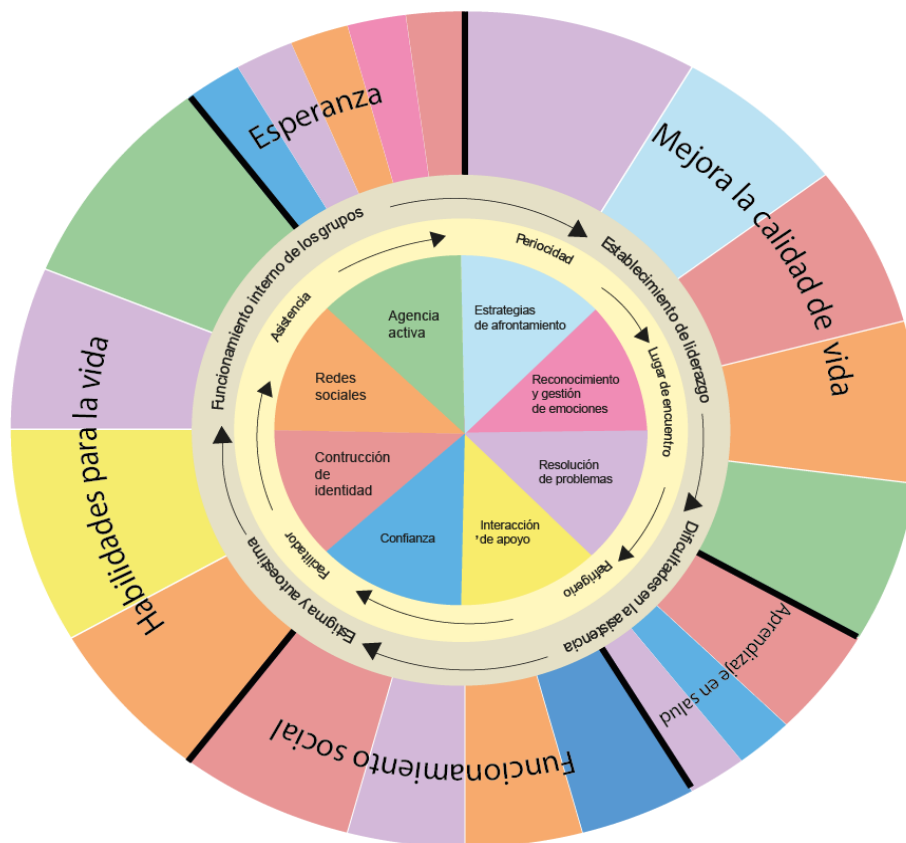 Esperanza
Mejora la calidad de vida
Aprendizaje en salud
Funcionamiento social
Habilidades para la vida
Funcionamiento interno de los grupos
Establecimiento de liderazgo
Dificultades en la asistencia
Estigma y autoestima
Periocidad
Lugar de encuentro
Refrigerio
Facilitador
Asistencia
Estrategias
de afrontamiento
Reconocimiento
y gestión
de emociones
Resolución
de problemas
Interacción
de apoyo
Confianza
Contrucción
de
identidad
Redes
sociales
Agencia
activa